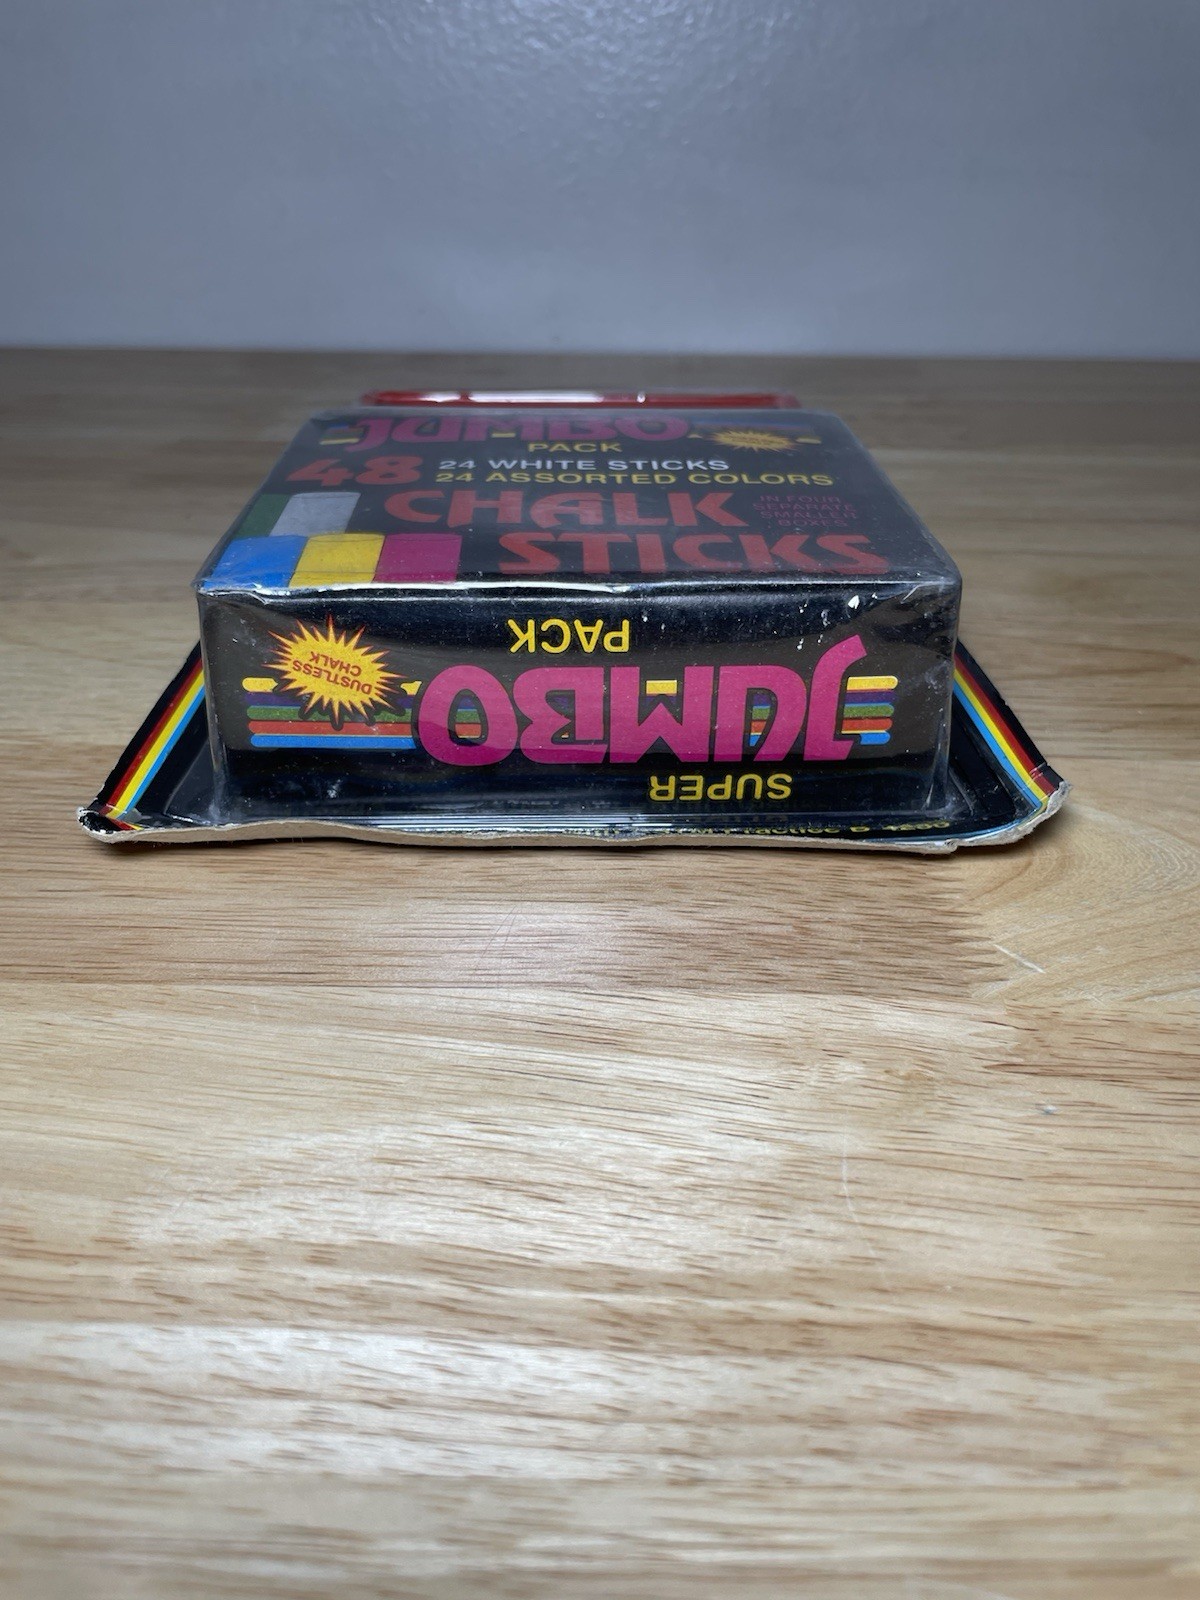 JUMBO
PACK
48
24 WHITE STICKS
24 ASSORTED COLORS
CHALK
STICKS
IN FOUR
SEPARATE
SMALLER
BOXES
SUPER
JUMBO
PACK
DUSTLESS
CHALK